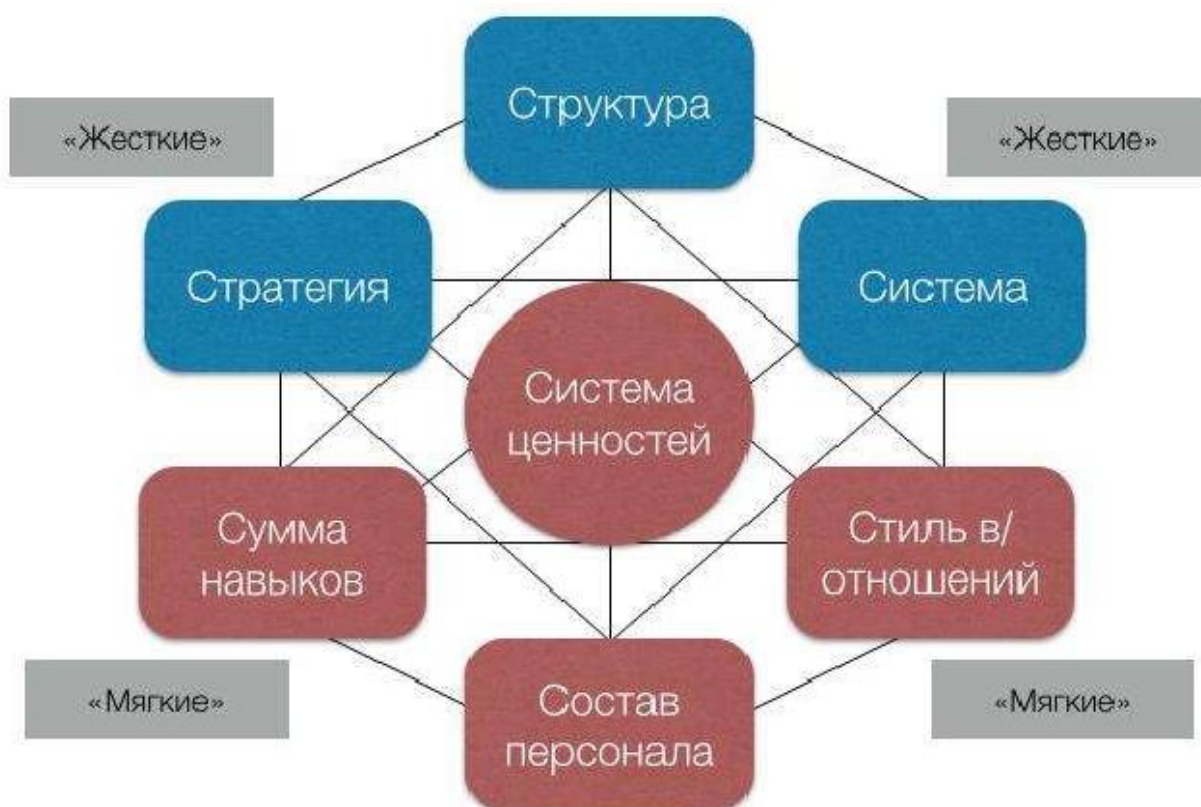 Структура
«Жесткие»
«Жесткие»
Стратегия
Система
Система
ценностей
Сумма
навыков
Стиль в/
отношений
«Мягкие»
«Мягкие»
Состав
персонала